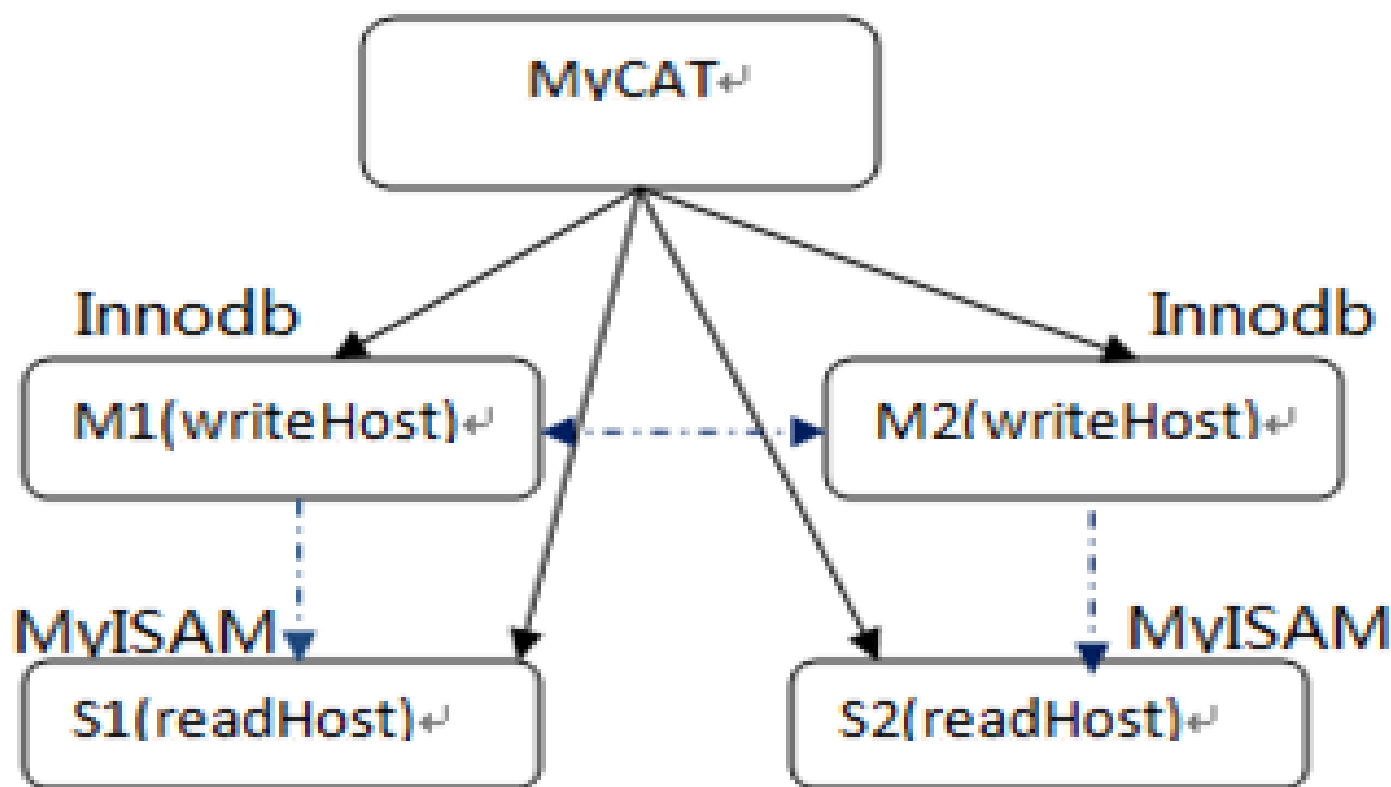 MyCAT↵
Innodb
Innodb
M1(writeHost)↵
M2(writeHost)↵
MyISAM
MyISAM
S1(readHost)↵
S2(readHost)↵